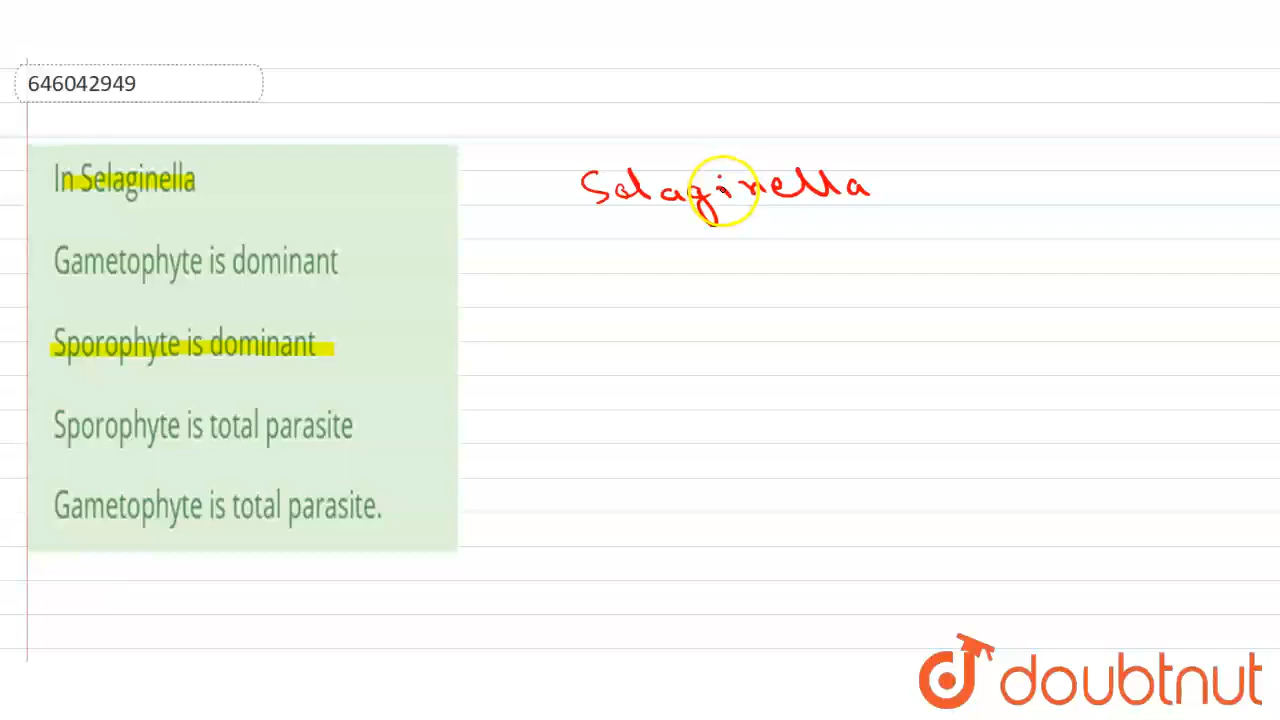 646042949
In Selaginella
Selaginella
Gametophyte is dominant
Sporophyte is dominant
Sporophyte is total parasite
Gametophyte is total parasite.
doubtnut